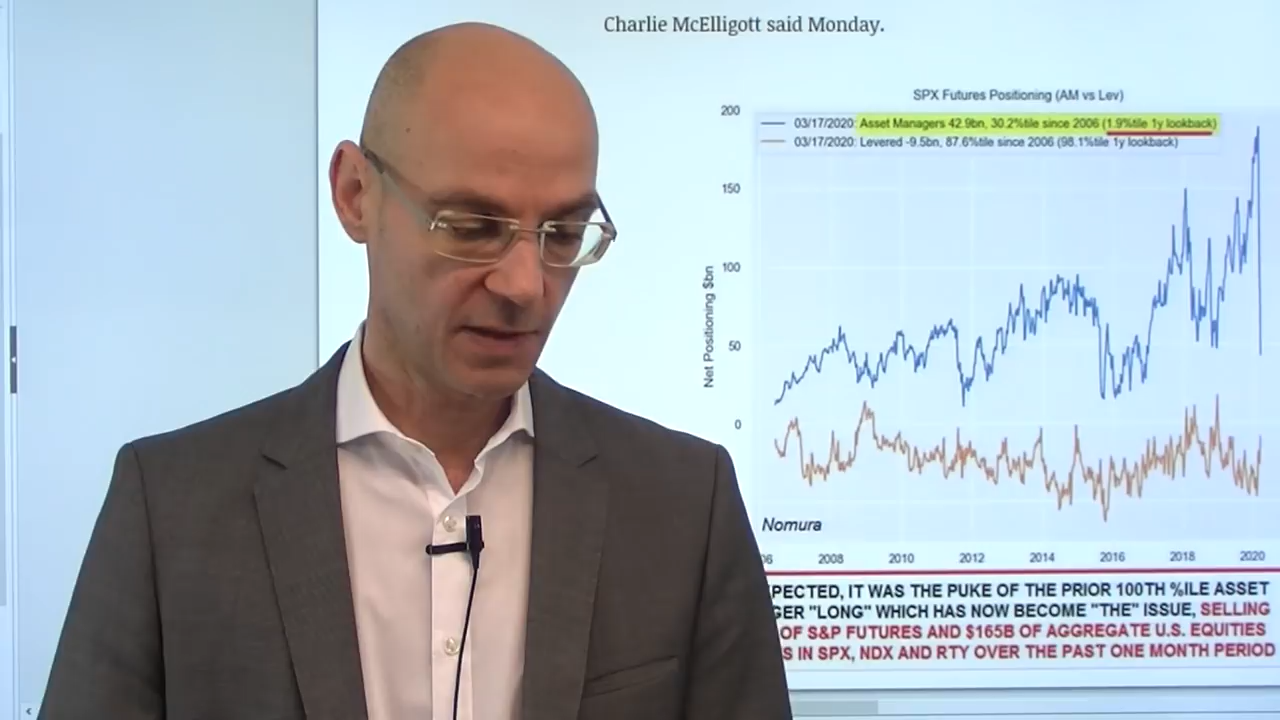 Charlie McElligott said Monday.
SPX Futures Positioning (AM vs Lev)
03/17/2020: Asset Managers 42.9bn, 30.2%tile since 2006 (1.9%tile 1y lookback)
03/17/2020: Levered -9.5bn, 87.6%tile since 2006 (98.1%tile 1y lookback)
200
150
100
50
0
Net Positioning $bn
Nomura
06 2008 2010 2012 2014 2016 2018 2020
PECTED, IT WAS THE PUKE OF THE PRIOR 100TH %ILE ASSET
GER "LONG" WHICH HAS NOW BECOME "THE" ISSUE, SELLING
OF S&P FUTURES AND $165B OF AGGREGATE U.S. EQUITIES
S IN SPX, NDX AND RTY OVER THE PAST ONE MONTH PERIOD